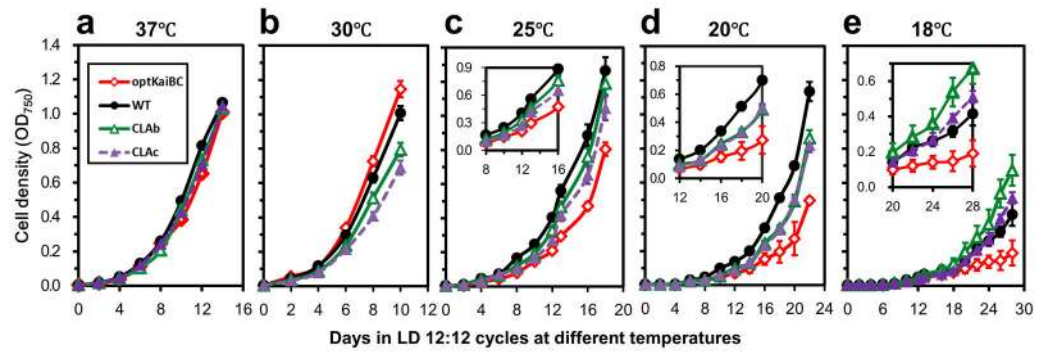 a b c d e
37°C 30°C 25°C 20°C 18°C
Cell density (OD750)
1.4
1.2
1.0
0.8
0.6
0.4
0.2
0.0
optKaiBC
WT
CLAb
CLAc
0 4 8 12 16
0 2 4 6 8 10 12
0.9
0.6
0.3
0.0
8 12 16
0 4 8 12 16 20
0.8
0.6
0.4
0.2
0.0
12 14 16 18 20
0 4 8 12 16 20 24
0.6
0.4
0.2
0.0
20 24 28
0 6 12 18 24 30
Days in LD 12:12 cycles at different temperatures